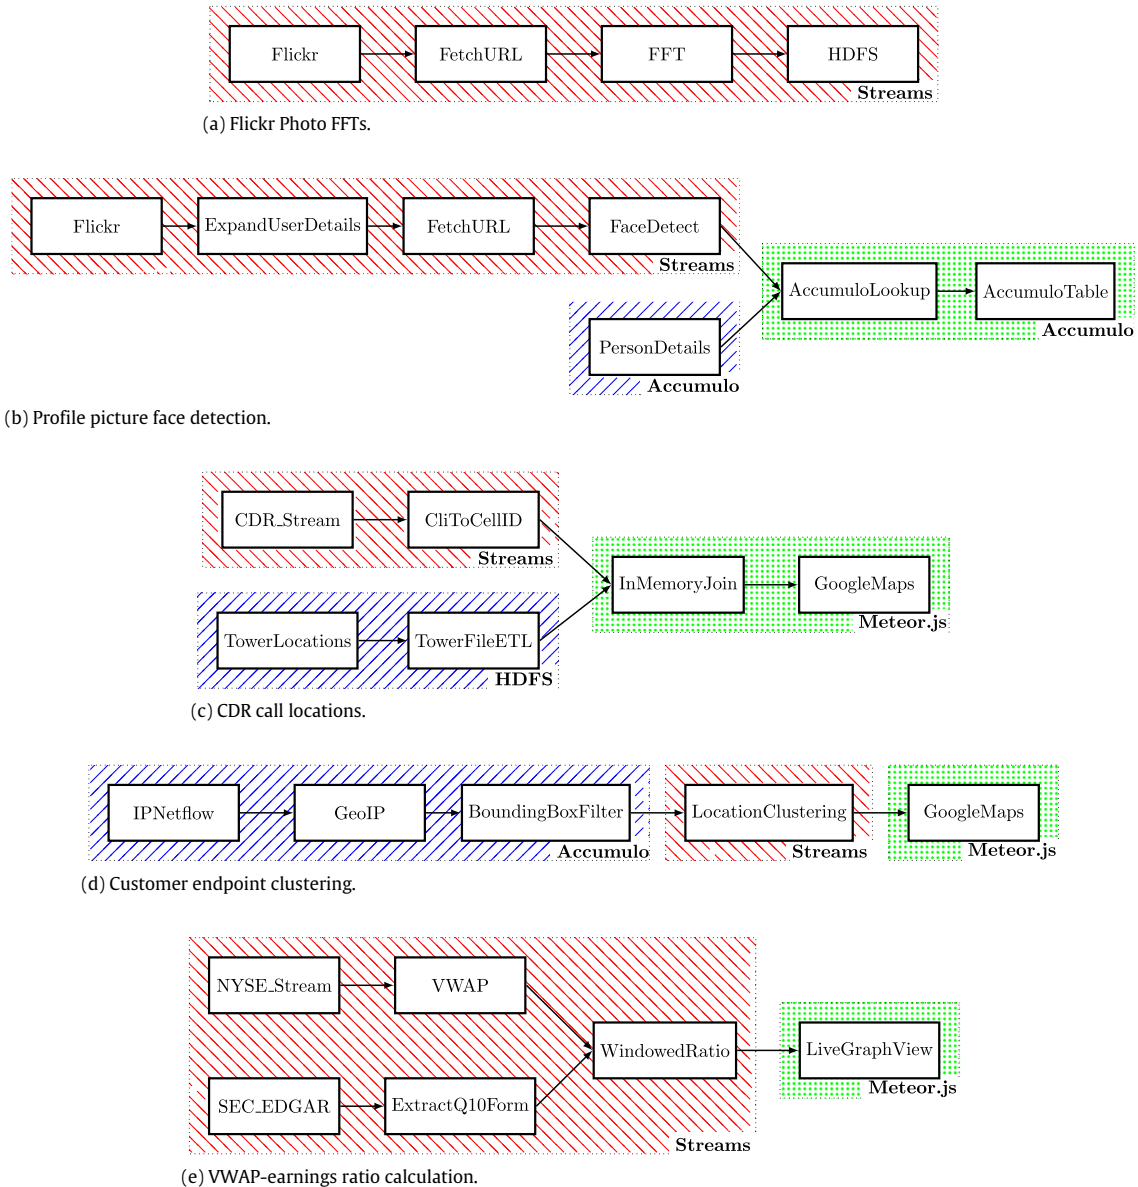 Flickr
FetchURL
FFT
HDFS
Streams
(a) Flickr Photo FFTs.
Flickr
ExpandUserDetails
FetchURL
FaceDetect
Streams
AccumuloLookup
AccumuloTable
Accumulo
PersonDetails
Accumulo
(b) Profile picture face detection.
CDR_Stream
CliToCellID
Streams
InMemoryJoin
GoogleMaps
Meteor.js
TowerLocations
TowerFileETL
HDFS
(c) CDR call locations.
IPNetflow
GeoIP
BoundingBoxFilter
Accumulo
LocationClustering
Streams
GoogleMaps
Meteor.js
(d) Customer endpoint clustering.
NYSE_Stream
VWAP
WindowedRatio
LiveGraphView
Meteor.js
SEC_EDGAR
ExtractQ10Form
Streams
(e) VWAP-earnings ratio calculation.